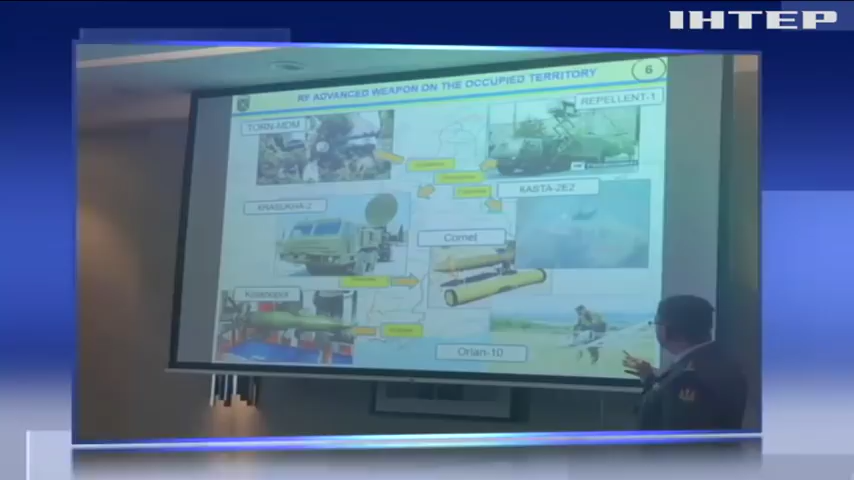 ІНТЕР
RF ADVANCED WEAPON ON THE OCCUPIED TERRITORY
6
TORN-MDM
REPELLENT-1
KRASUKHA-2
KASTA-2E2
Cornet
Krasnopol
Orlan-10